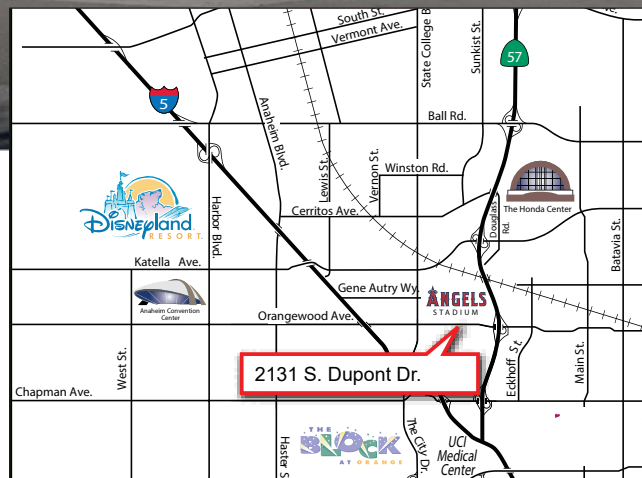 South St.
Vermont Ave.
State College B
Sunkist St.
57
5
Anaheim Blvd.
Ball Rd.
Lewis St.
Vernon St.
Winston Rd.
Disneyland
RESORT
Harbor Blvd.
Cerritos Ave.
Douglass
Rd.
The Honda Center
Batavia St.
Katella Ave.
Gene Autry Wy.
ANGELS
STADIUM
Anaheim Convention
Center
Orangewood Ave.
West St.
2131 S. Dupont Dr.
Eckhoff St.
Main St.
Chapman Ave.
Haster S
THE
BLOCK
AT ORANGE
The City Dr.
UCI
Medical
Center